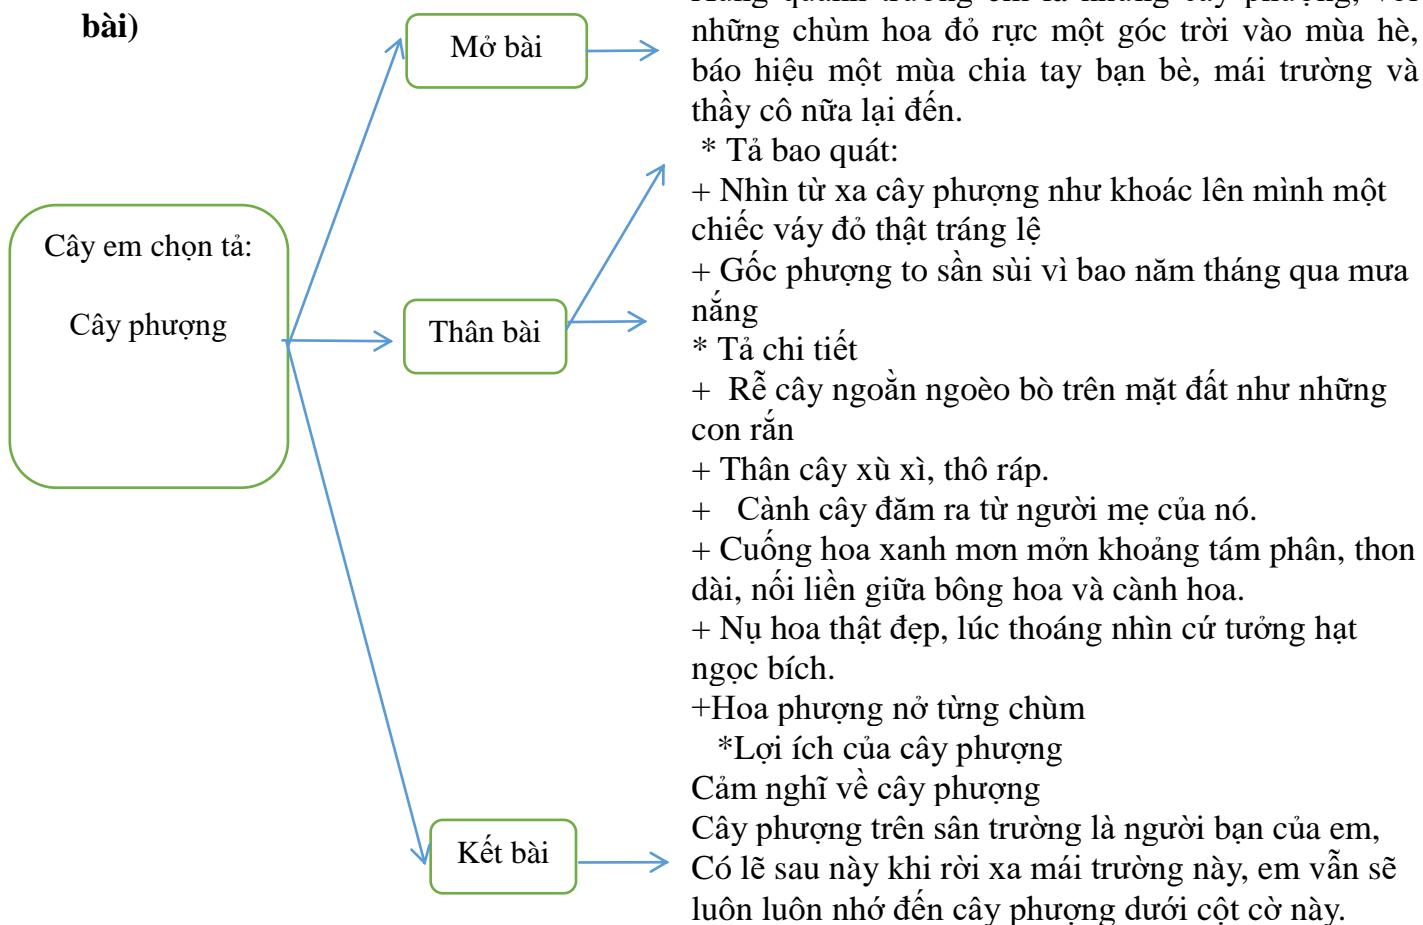 bài)
Mở bài
Cây em chọn tả:
Cây phượng
Thân bài
Kết bài
quanh trường em là những cây phượng, với
những chùm hoa đỏ rực một góc trời vào mùa hè,
báo hiệu một mùa chia tay bạn bè, mái trường và
thầy cô nữa lại đến.
* Tả bao quát:
+ Nhìn từ xa cây phượng như khoác lên mình một
chiếc váy đỏ thật tráng lệ
+ Gốc phượng to sần sùi vì bao năm tháng qua mưa
nắng
* Tả chi tiết
+ Rễ cây ngoằn ngoèo bò trên mặt đất như những
con rắn
+ Thân cây xù xì, thô ráp.
+ Cành cây đăm ra từ người mẹ của nó.
+ Cuống hoa xanh mơn mởn khoảng tám phân, thon
dài, nối liền giữa bông hoa và cành hoa.
+ Nụ hoa thật đẹp, lúc thoáng nhìn cứ tưởng hạt
ngọc bích.
+Hoa phượng nở từng chùm
*Lợi ích của cây phượng
Cảm nghĩ về cây phượng
Cây phượng trên sân trường là người bạn của em,
Có lẽ sau này khi rời xa mái trường này, em vẫn sẽ
luôn luôn nhớ đến cây phượng dưới cột cờ này.